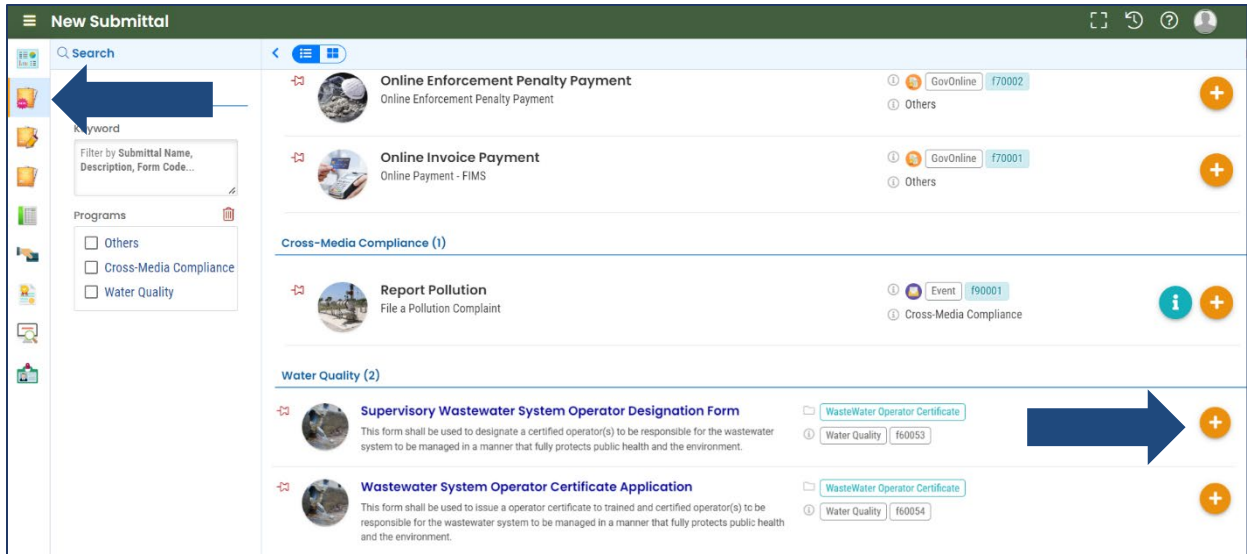 New Submittal
Search
Keyword
Filter by Submittal Name,
Description, Form Code...
Programs
Others
Cross-Media Compliance
Water Quality
Online Enforcement Penalty Payment
Online Enforcement Penalty Payment
GovOnline f70002
Others
Online Invoice Payment
Online Payment - FIMS
GovOnline f70001
Others
Cross-Media Compliance (1)
Report Pollution
File a Pollution Complaint
Event f90001
Cross-Media Compliance
Water Quality (2)
Supervisory Wastewater System Operator Designation Form
This form shall be used to designate a certified operator(s) to be responsible for the wastewater
system to be managed in a manner that fully protects public health and the environment.
WasteWater Operator Certificate
Water Quality f60053
Wastewater System Operator Certificate Application
This form shall be used to issue a operator certificate to trained and certified operator(s) to be
responsible for the wastewater system to be managed in a manner that fully protects public health
and the environment.
WasteWater Operator Certificate
Water Quality f60054